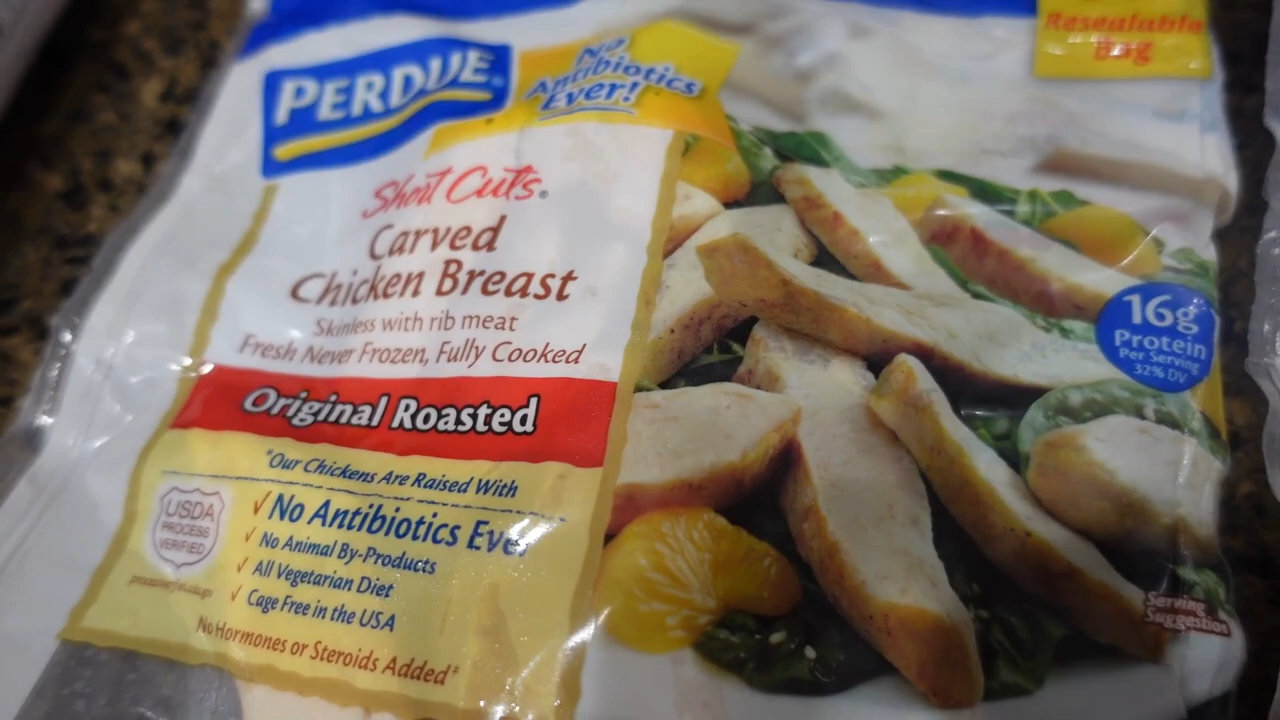 PERDUE®
No
Antibiotics
Ever!
Resealable
Bag
Short Cuts®
Carved
Chicken Breast
Skinless with rib meat
Fresh Never Frozen, Fully Cooked
Original Roasted
16g
Protein
Per Serving
32% DV
*Our Chickens Are Raised With
✓ No Antibiotics Ever
✓ No Animal By-Products
✓ All Vegetarian Diet
✓ Cage Free in the USA
USDA
PROCESS
VERIFIED
No Hormones or Steroids Added‡
Serving
Suggestion